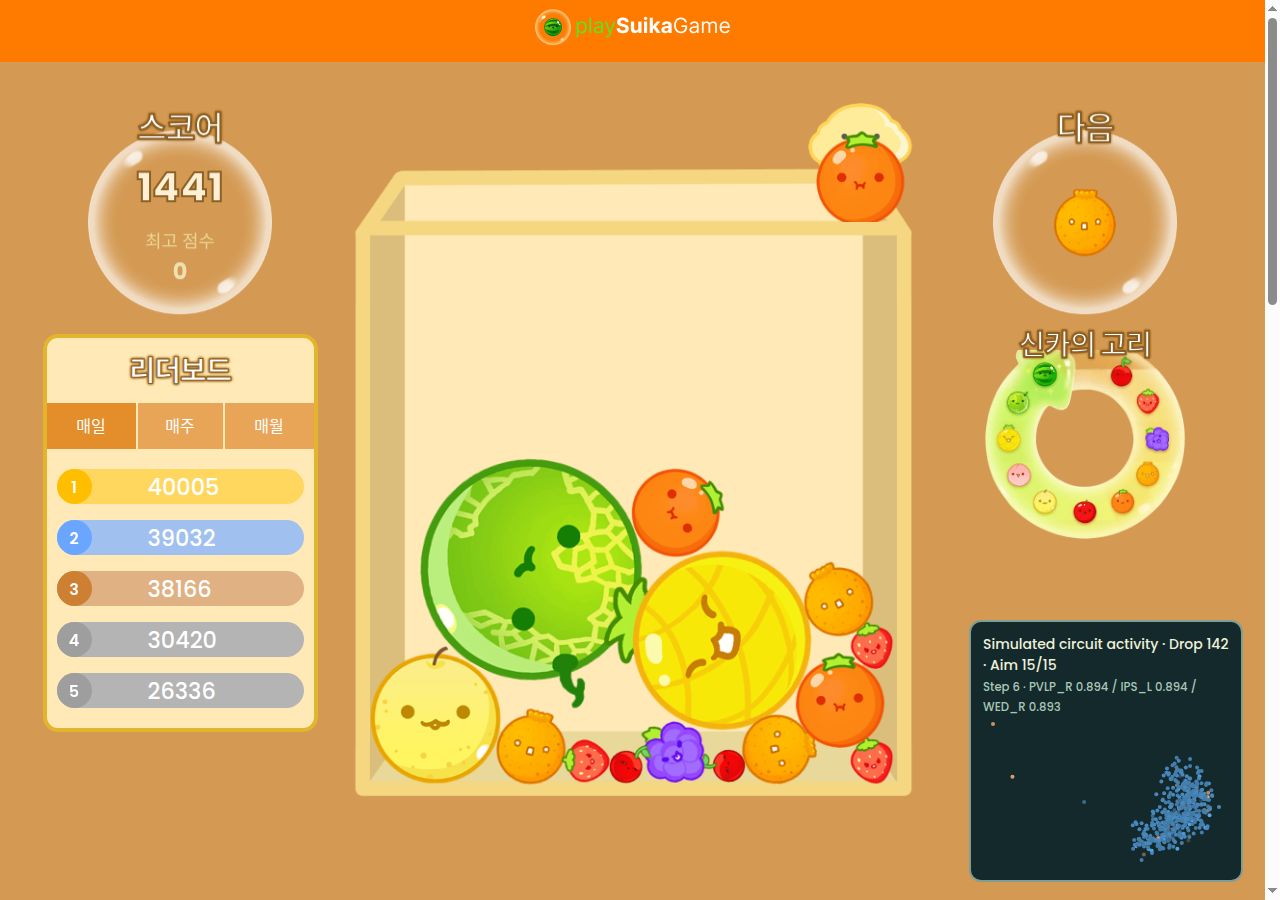 playSuikaGame
스코어
1441
최고 점수
0
다음
리더보드
매일
매주
매월
1 40005
2 39032
3 38166
4 30420
5 26336
신카의 고리
Simulated circuit activity · Drop 142
· Aim 15/15
Step 6 · PVLP_R 0.894 / IPS_L 0.894 /
WED_R 0.893